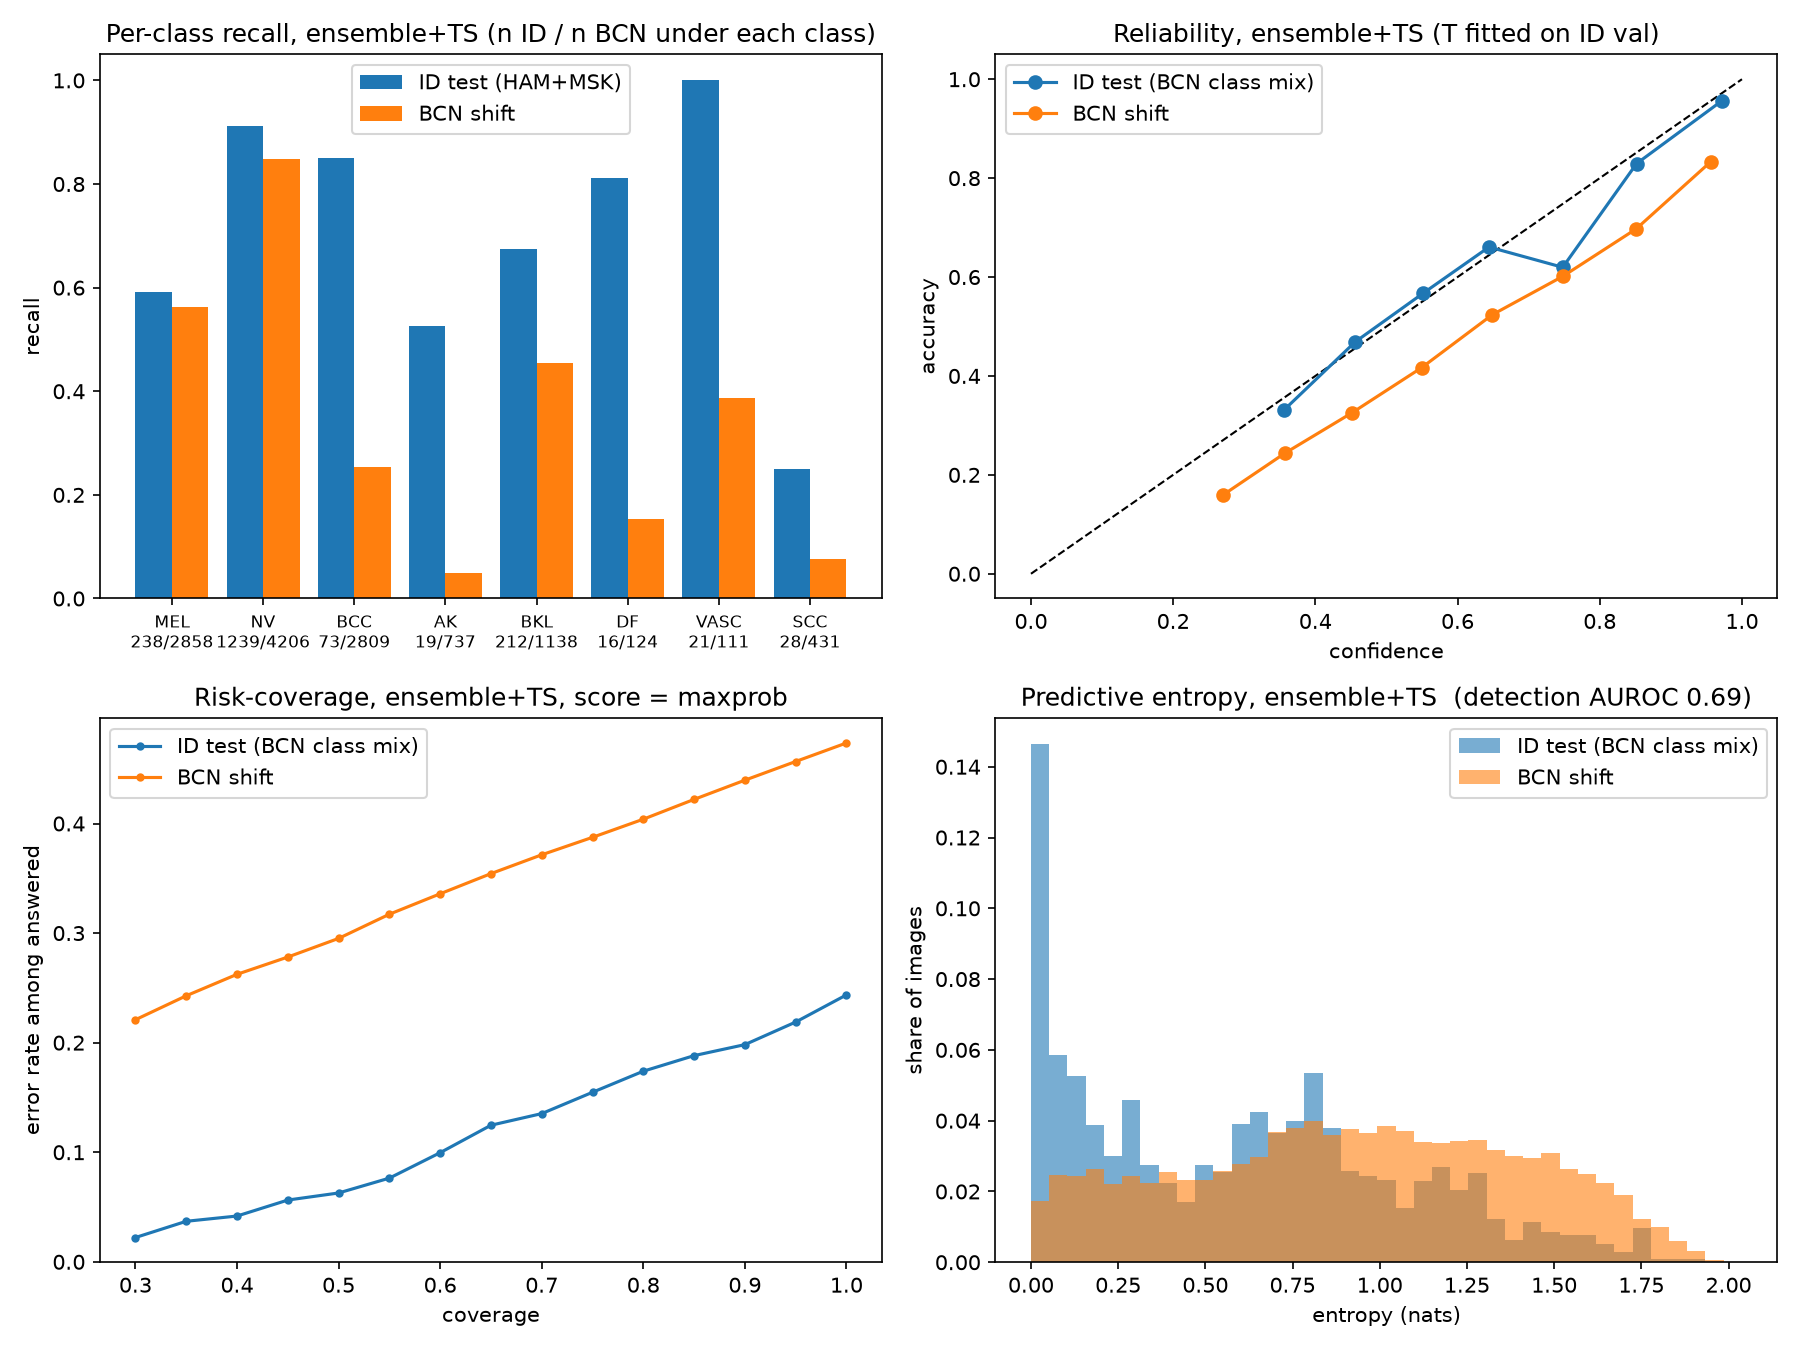 Per-class recall, ensemble+TS (n ID / n BCN under each class)
ID test (HAM+MSK)
BCN shift
recall
1.0
0.8
0.6
0.4
0.2
0.0
MEL NV BCC AK BKL DF VASC SCC
238/2858 1239/4206 73/2809 19/737 212/1138 16/124 21/111 28/431
Reliability, ensemble+TS (T fitted on ID val)
ID test (BCN class mix)
BCN shift
accuracy
1.0
0.8
0.6
0.4
0.2
0.0
0.0 0.2 0.4 0.6 0.8 1.0
confidence
Risk-coverage, ensemble+TS, score = maxprob
ID test (BCN class mix)
BCN shift
error rate among answered
0.4
0.3
0.2
0.1
0.0
0.3 0.4 0.5 0.6 0.7 0.8 0.9 1.0
coverage
Predictive entropy, ensemble+TS (detection AUROC 0.69)
ID test (BCN class mix)
BCN shift
share of images
0.14
0.12
0.10
0.08
0.06
0.04
0.02
0.00
0.00 0.25 0.50 0.75 1.00 1.25 1.50 1.75 2.00
entropy (nats)